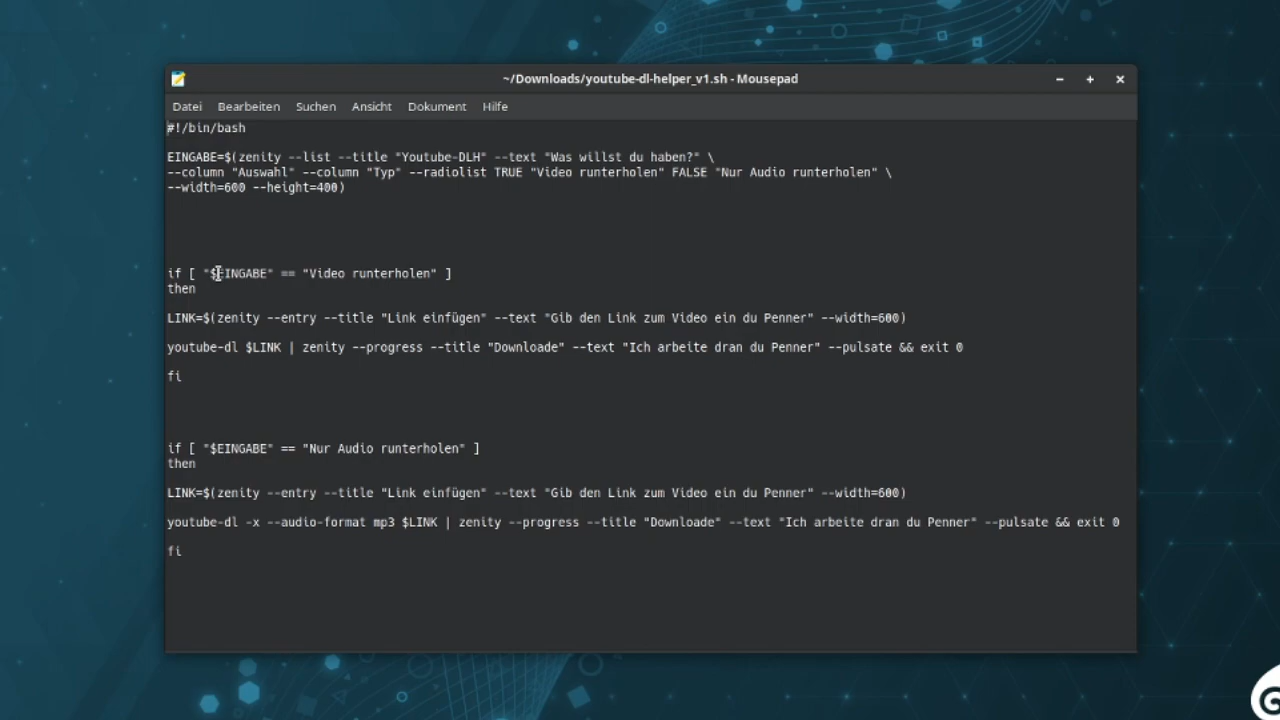 ~/Downloads/youtube-dl-helper_v1.sh - Mousepad
Datei Bearbeiten Suchen Ansicht Dokument Hilfe
#!/bin/bash
EINGABE=$(zenity --list --title "Youtube-DLH" --text "Was willst du haben?" \
--column "Auswahl" --column "Typ" --radiolist TRUE "Video runterholen" FALSE "Nur Audio runterholen" \
--width=600 --height=400)
if [ "$EINGABE" == "Video runterholen" ]
then
LINK=$(zenity --entry --title "Link einfügen" --text "Gib den Link zum Video ein du Penner" --width=600)
youtube-dl $LINK | zenity --progress --title "Downloade" --text "Ich arbeite dran du Penner" --pulsate && exit 0
fi
if [ "$EINGABE" == "Nur Audio runterholen" ]
then
LINK=$(zenity --entry --title "Link einfügen" --text "Gib den Link zum Video ein du Penner" --width=600)
youtube-dl -x --audio-format mp3 $LINK | zenity --progress --title "Downloade" --text "Ich arbeite dran du Penner" --pulsate && exit 0
fi